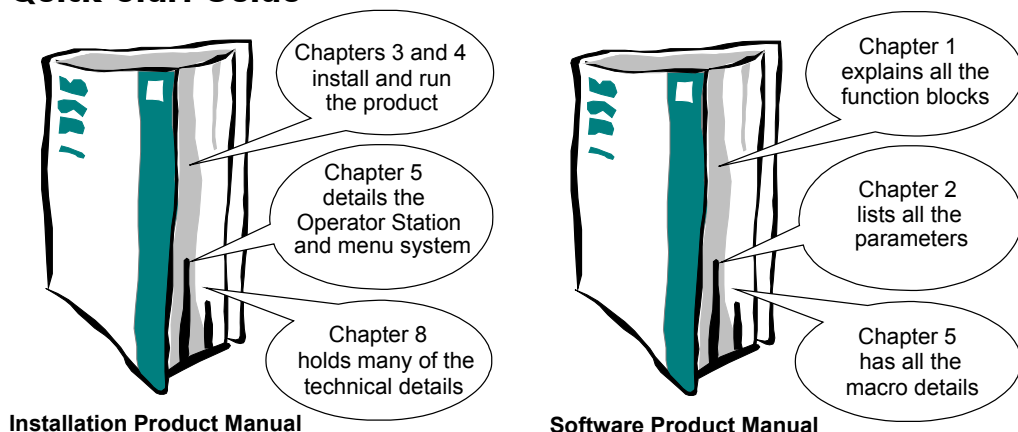 Quick Start Guide
Chapters 3 and 4
install and run
the product
Chapter 5
details the
Operator Station
and menu system
Chapter 8
holds many of the
technical details
Installation Product Manual
Chapter 1
explains all the
function blocks
Chapter 2
lists all the
parameters
Chapter 5
has all the
macro details
Software Product Manual